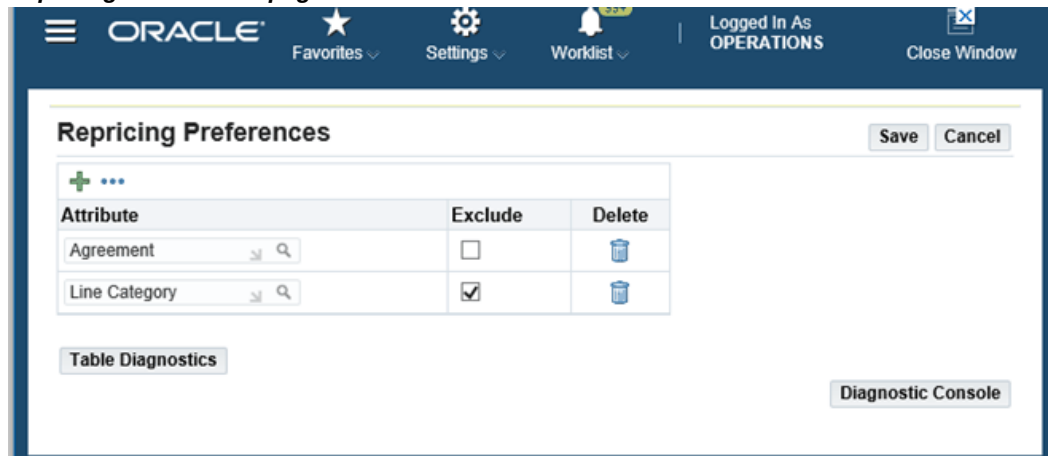 ORACLE
Favorites
Settings
Worklist
Logged In As
OPERATIONS
Close Window
Repricing Preferences
Save
Cancel
Attribute
Exclude
Delete
Agreement
Line Category
Table Diagnostics
Diagnostic Console